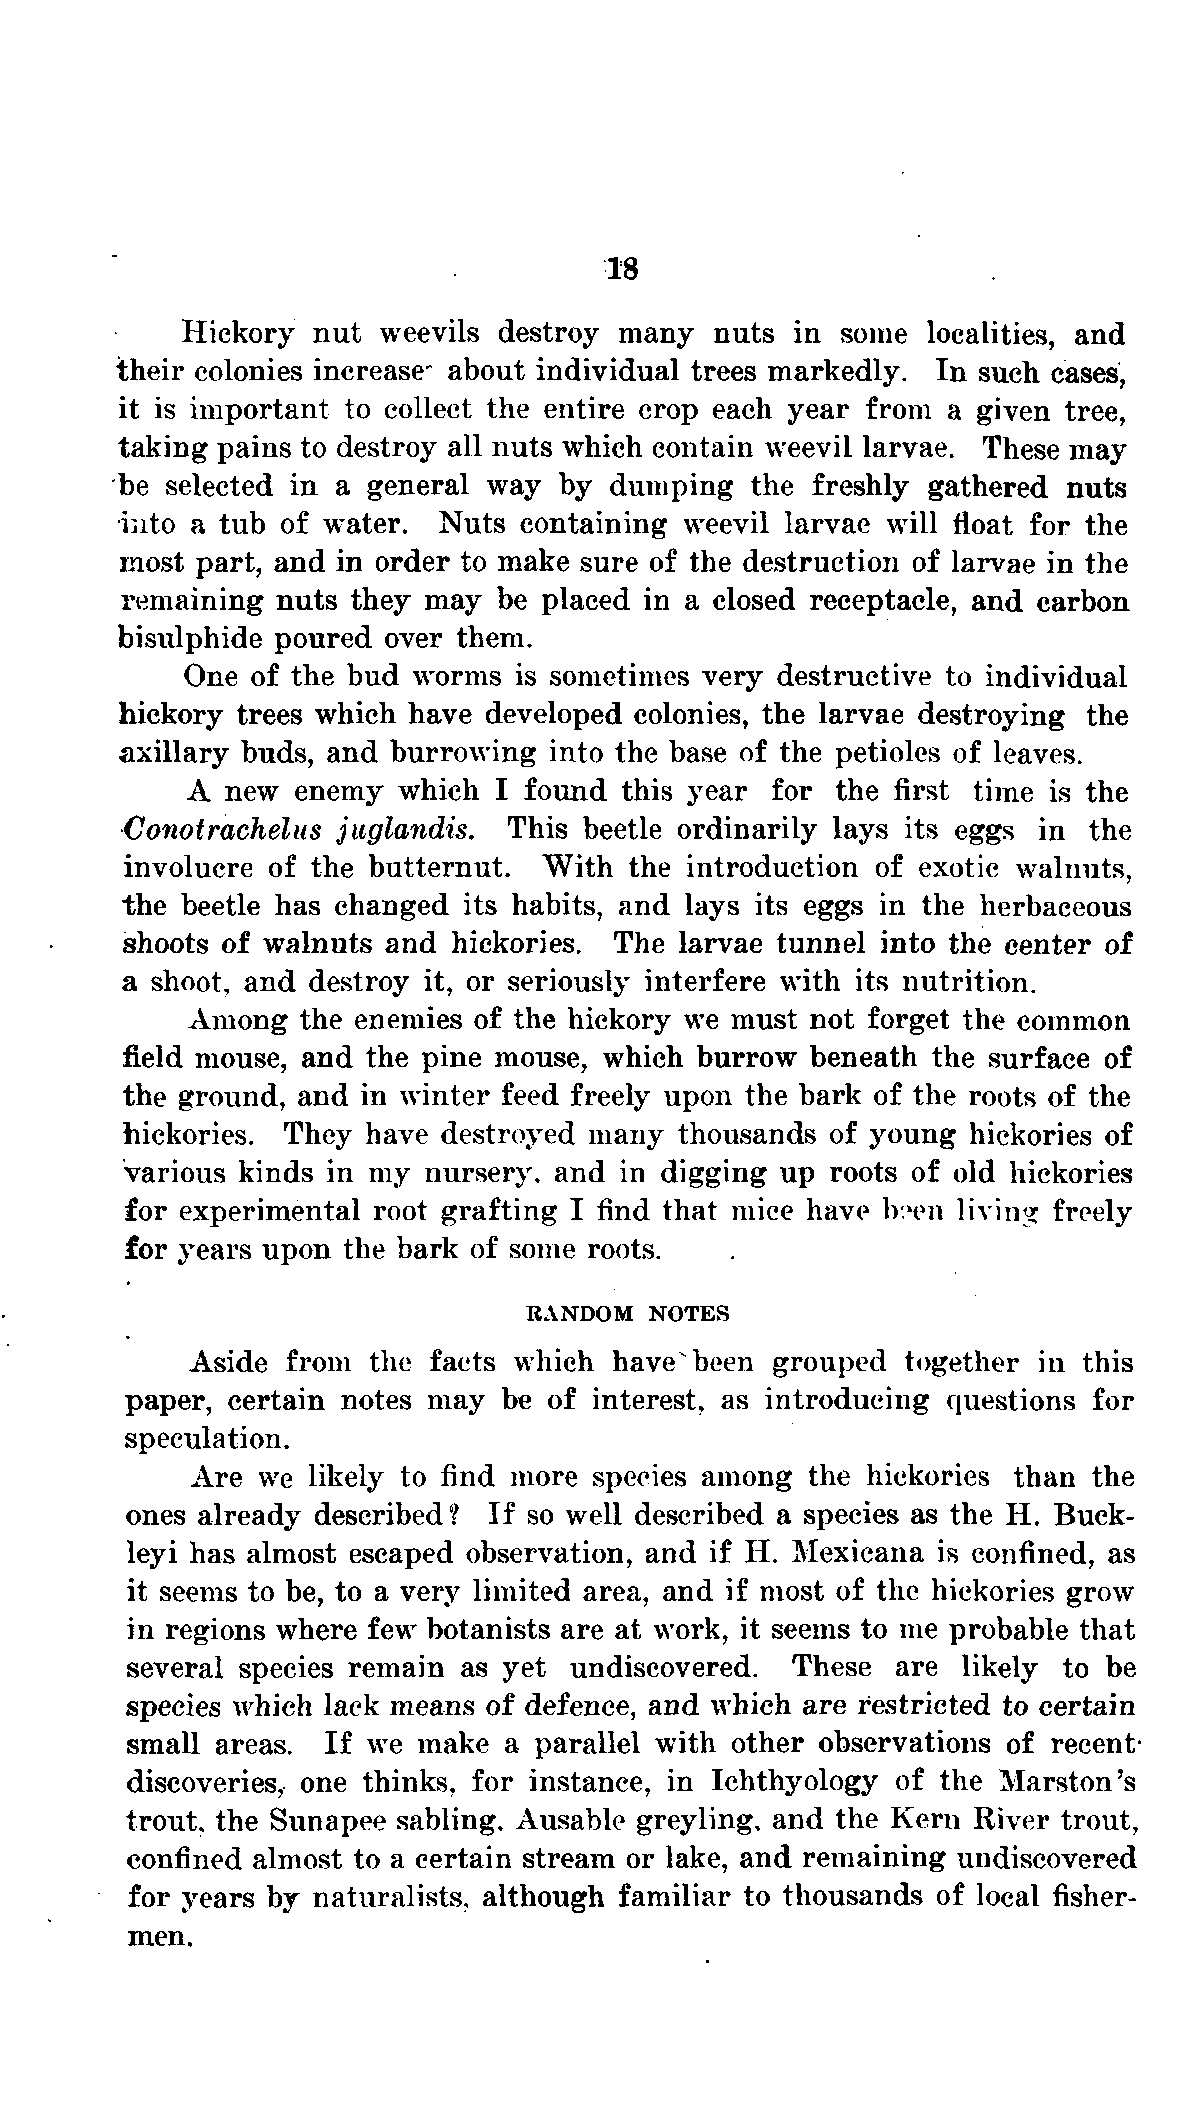 18
Hickory nut weevils destroy many nuts in some localities, and
their colonies increase about individual trees markedly. In such cases,
it is important to collect the entire crop each year from a given tree,
taking pains to destroy all nuts which contain weevil larvae. These may
be selected in a general way by dumping the freshly gathered nuts
into a tub of water. Nuts containing weevil larvae will float for the
most part, and in order to make sure of the destruction of larvae in the
remaining nuts they may be placed in a closed receptacle, and carbon
bisulphide poured over them.
One of the bud worms is sometimes very destructive to individual
hickory trees which have developed colonies, the larvae destroying the
axillary buds, and burrowing into the base of the petioles of leaves.
A new enemy which I found this year for the first time is the
Conotrachelus juglandis. This beetle ordinarily lays its eggs in the
involucre of the butternut. With the introduction of exotic walnuts,
the beetle has changed its habits, and lays its eggs in the herbaceous
shoots of walnuts and hickories. The larvae tunnel into the center of
a shoot, and destroy it, or seriously interfere with its nutrition.
Among the enemies of the hickory we must not forget the common
field mouse, and the pine mouse, which burrow beneath the surface of
the ground, and in winter feed freely upon the bark of the roots of the
hickories. They have destroyed many thousands of young hickories of
various kinds in my nursery, and in digging up roots of old hickories
for experimental root grafting I find that mice have been living freely
for years upon the bark of some roots.
RANDOM NOTES
Aside from the facts which have been grouped together in this
paper, certain notes may be of interest, as introducing questions for
speculation.
Are we likely to find more species among the hickories than the
ones already described? If so well described a species as the H. Buck-
leyi has almost escaped observation, and if H. Mexicana is confined, as
it seems to be, to a very limited area, and if most of the hickories grow
in regions where few botanists are at work, it seems to me probable that
several species remain as yet undiscovered. These are likely to be
species which lack means of defence, and which are restricted to certain
small areas. If we make a parallel with other observations of recent
discoveries, one thinks, for instance, in Ichthyology of the Marston's
trout, the Sunapee sabling, Ausable greyling, and the Kern River trout,
confined almost to a certain stream or lake, and remaining undiscovered
for years by naturalists, although familiar to thousands of local fisher-
men.